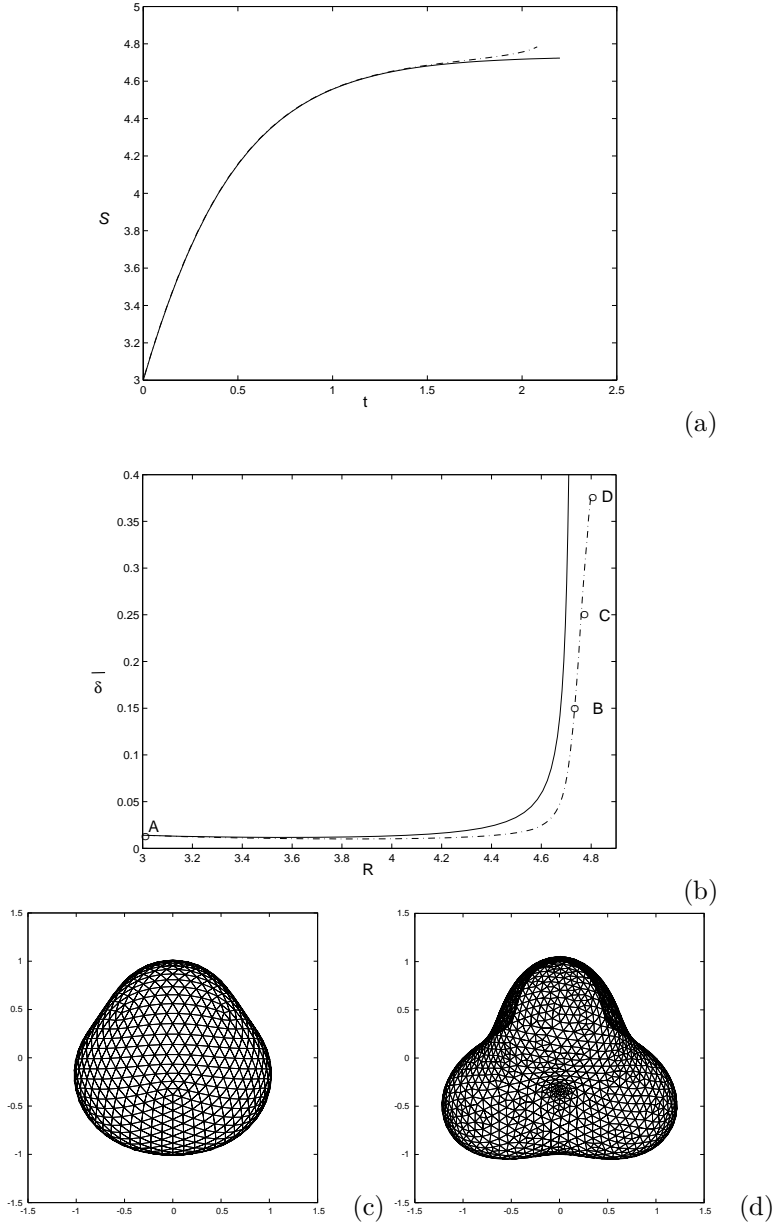 5
4.8
4.6
4.4
4.2
4
S
3.8
3.6
3.4
3.2
3
0 0.5 1 1.5 2 2.5
t
(a)
0.4
0.35 D
0.3
0.25 C
0.2
δ̅
0.15 B
0.1
0.05
A
0
3 3.2 3.4 3.6 3.8 4 4.2 4.4 4.6 4.8
R
(b)
1.5 1.5
1 1
0.5 0.5
0 0
-0.5 -0.5
-1 -1
-1.5 -1.5
-1.5 -1 -0.5 0 0.5 1 1.5 (c) -1.5 -1 -0.5 0 0.5 1 1.5 (d)